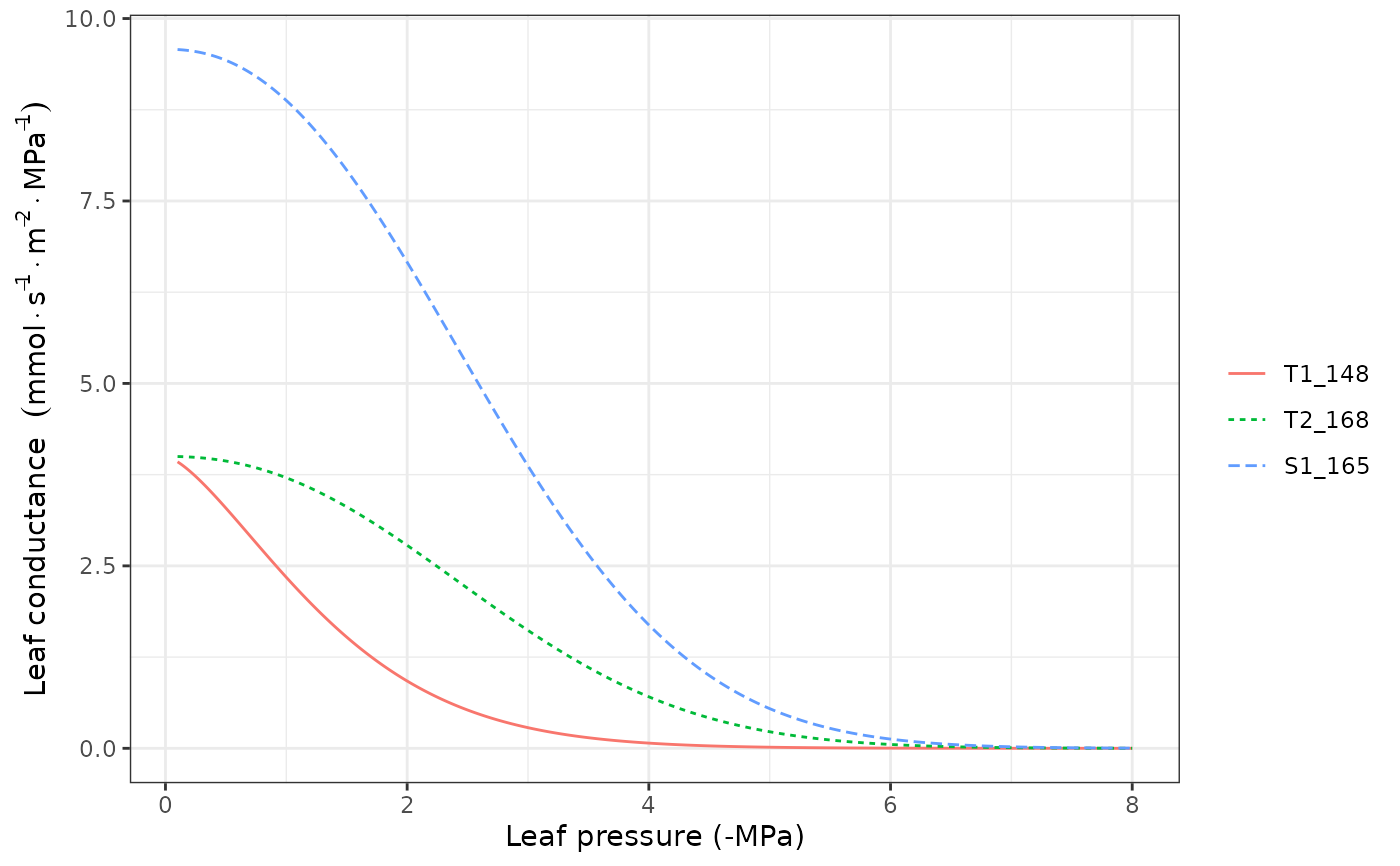 10.0
7.5
5.0
2.5
0.0
0
2
4
6
8
Leaf pressure (-MPa)
Leaf conductance (mmol·s⁻¹·m⁻²·MPa⁻¹)
T1_148
T2_168
S1_165